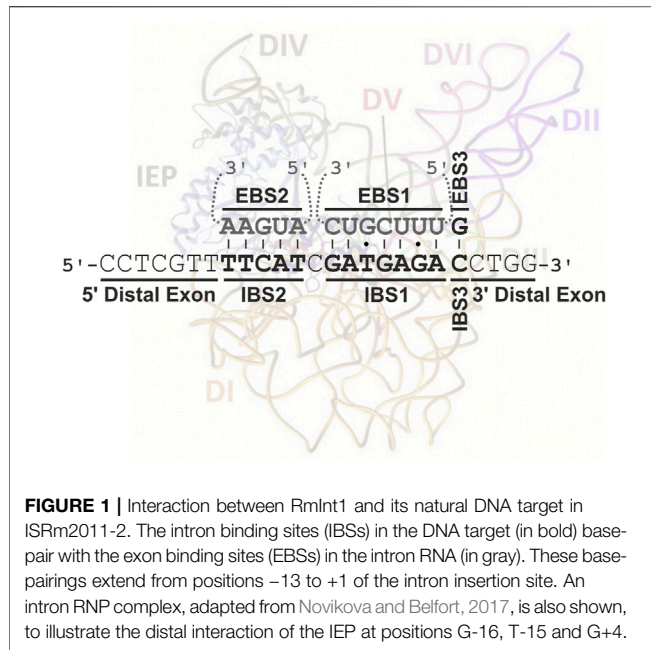 DIV
DVI
DV
DII
IEP
3' 5' 3' 5'
EBS2 EBS1 EBS3
AAGUA CUGCUUU G
DIII
5'-CCTCGTTTTCATCGATGAGACCTGG-3'
5' Distal Exon IBS2 IBS1 IBS3 3' Distal Exon
DI
FIGURE 1 | Interaction between RmInt1 and its natural DNA target in
ISRm2011-2. The intron binding sites (IBSs) in the DNA target (in bold) base-
pair with the exon binding sites (EBSs) in the intron RNA (in gray). These base-
pairings extend from positions −13 to +1 of the intron insertion site. An
intron RNP complex, adapted from Novikova and Belfort, 2017, is also shown,
to illustrate the distal interaction of the IEP at positions G-16, T-15 and G+4.